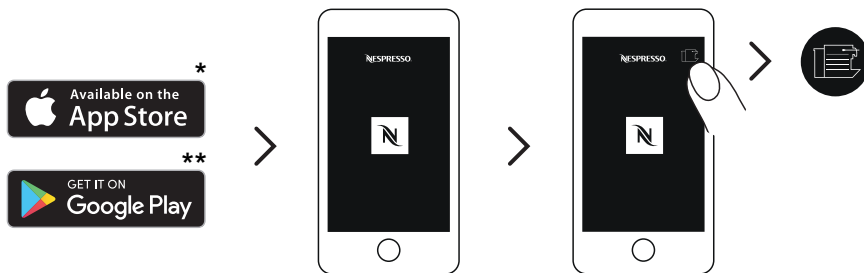 *
Available on the
App Store
**
GET IT ON
Google Play
NESPRESSO
N
NESPRESSO
N